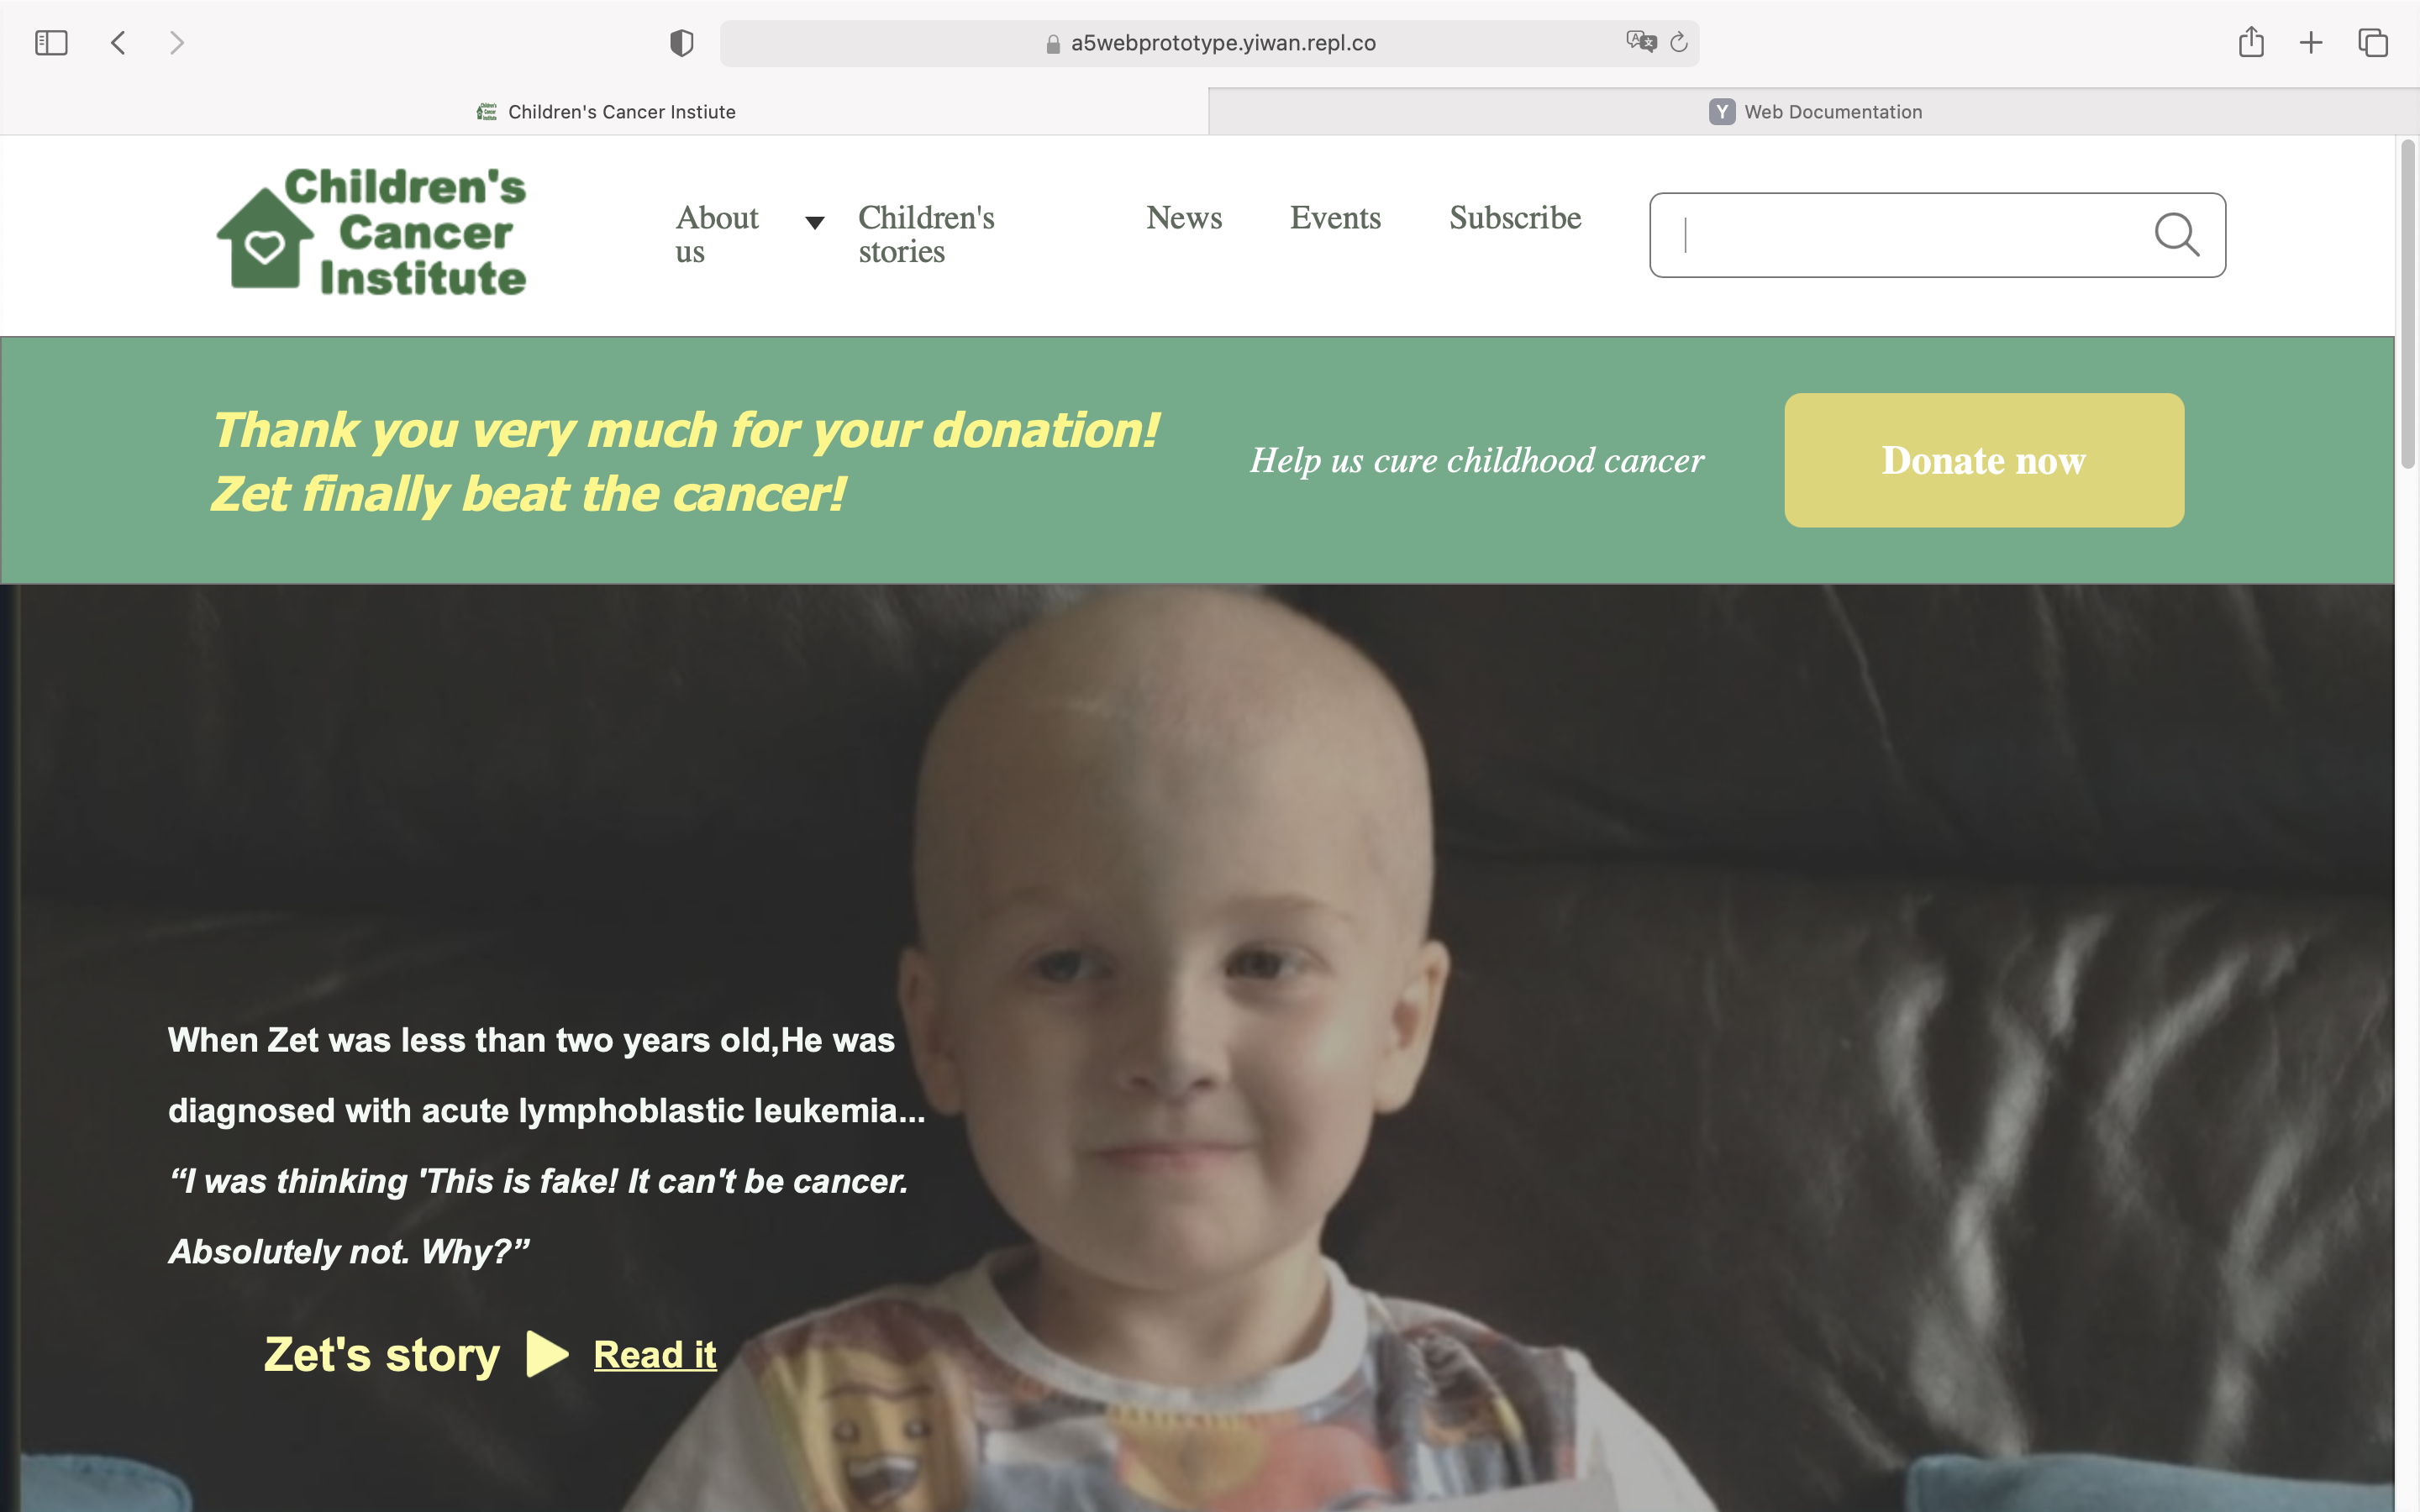 a5webprototype.yiwan.repl.co
Children's Cancer Instiute
Y Web Documentation
Children's
Cancer
Institute
About us
Children's stories
News
Events
Subscribe
Thank you very much for your donation!
Zet finally beat the cancer!
Help us cure childhood cancer
Donate now
When Zet was less than two years old,He was
diagnosed with acute lymphoblastic leukemia...
“I was thinking 'This is fake! It can't be cancer.
Absolutely not. Why?”
Zet's story
Read it